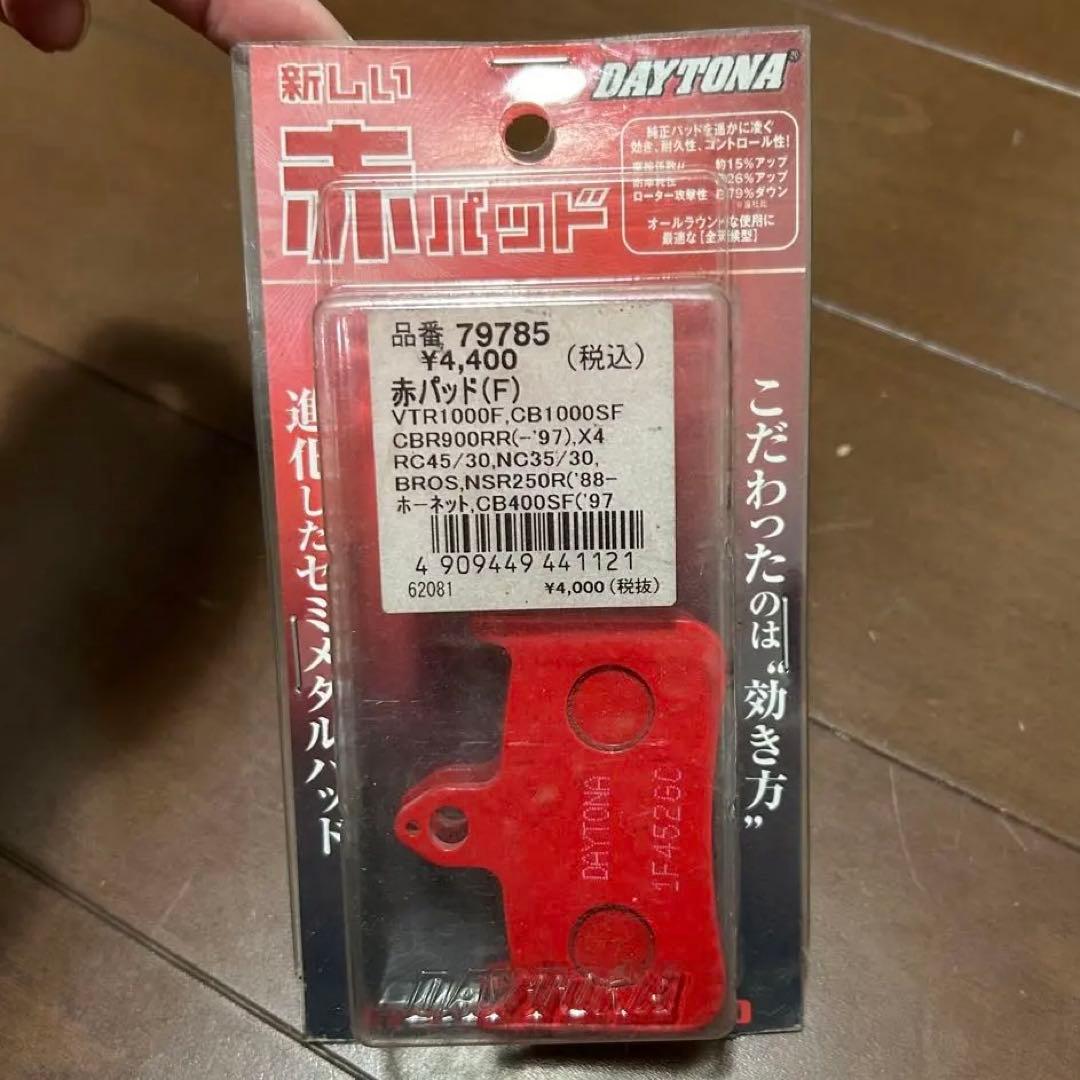 新しい
赤パッド
DAYTONA®
純正パッドを遥かに凌ぐ
効き、耐久性、コントロール性!
約15%アップ
26%アップ
ローター攻撃性 79%ダウン
オールラウンドな使用に
最適な【全天候型】
品番 79785
¥4,400 (税込)
赤パッド(F)
VTR1000F,CB1000SF
CBR900RR(-'97),X4
RC45/30,NC35/30,
BROS,NSR250R('88-
ホーネット,CB400SF('97
4 909449 441121
62081 ¥4,000(税抜)
進化したセミメタルパッド
こだわったのは“効き方”
DAYTONA
1F452GC
DAYTONA